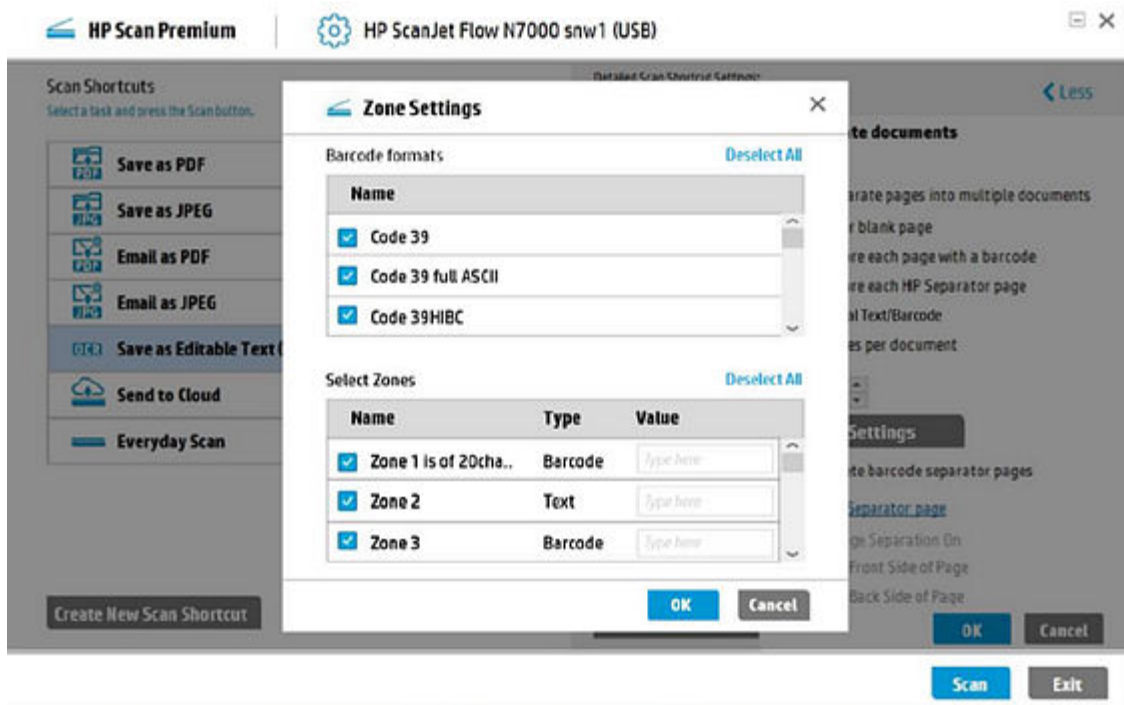 HP Scan Premium
HP ScanJet Flow N7000 snw1 (USB)
Scan Shortcuts
Select a task and press the Scan button.
Detailed Scan Shortcut Settings:
Less
PDF Save as PDF
JPG Save as JPEG
PDF Email as PDF
JPG Email as JPEG
OCR Save as Editable Text (
Send to Cloud
Everyday Scan
Create New Scan Shortcut
Zone Settings
Barcode formats Deselect All
Name
Code 39
Code 39 full ASCII
Code 39HIBC
Select Zones Deselect All
Name Type Value
Zone 1 is of 20cha.. Barcode Type here
Zone 2 Text Type here
Zone 3 Barcode Type here
OK Cancel
te documents
arate pages into multiple documents
r blank page
re each page with a barcode
re each HP Separator page
al Text/Barcode
es per document
Settings
te barcode separator pages
Separator page
ge Separation On
Front Side of Page
Back Side of Page
OK Cancel
Scan Exit